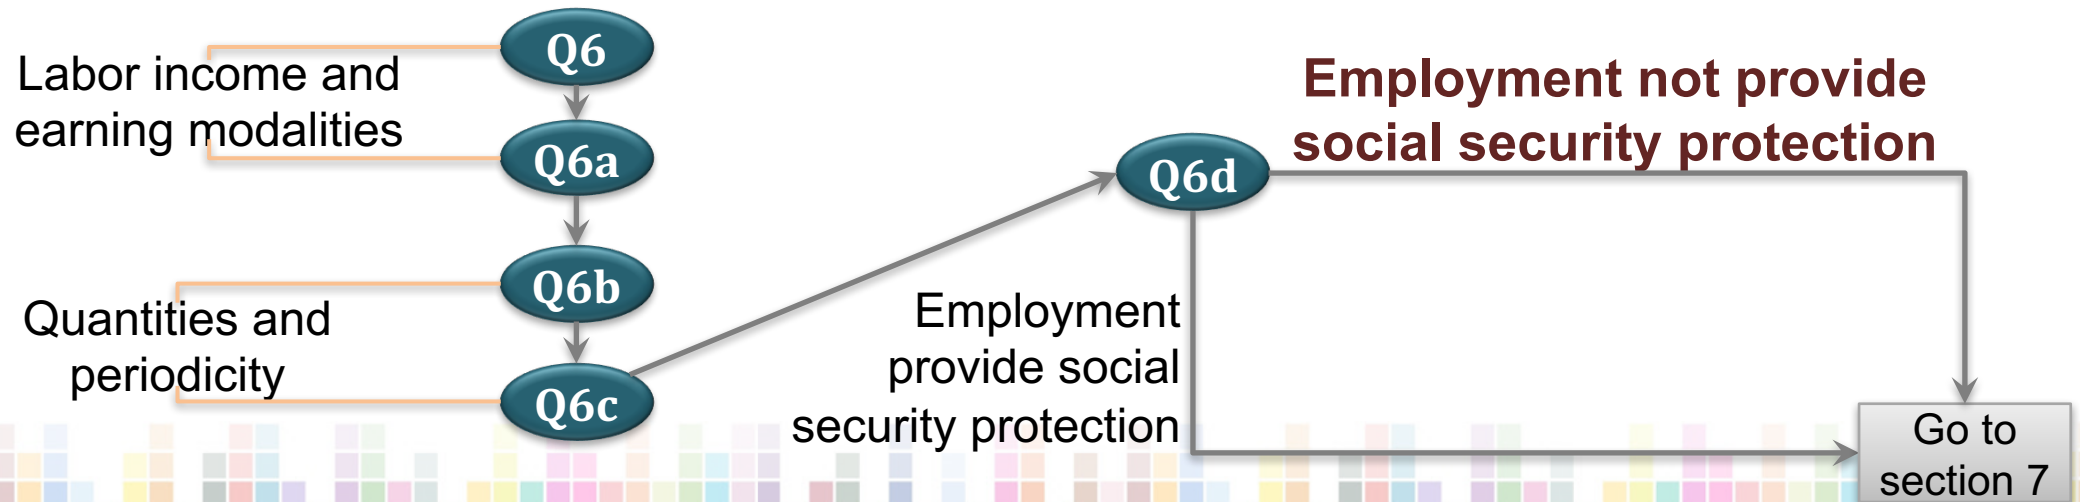 Q6
Labor income and
earning modalities
Q6a
Q6b
Quantities and
periodicity
Q6c
Q6d
Employment not provide
social security protection
Employment
provide social
security protection
Go to
section 7